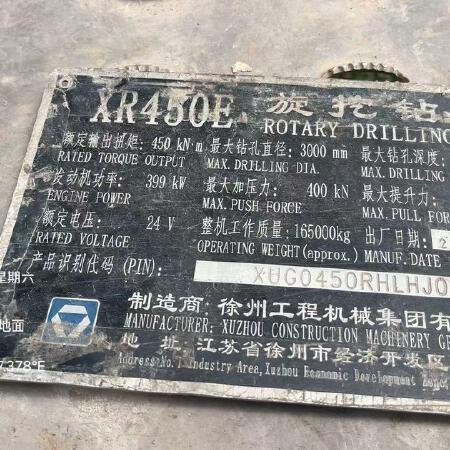 XR450E 旋挖钻
ROTARY DRILLING
额定输出扭矩: 450 kN·m 最大钻孔直径: 3000 mm 最大钻孔深度:
RATED TORQUE OUTPUT MAX. DRILLING DIA. MAX. DRILLING
发动机功率: 399 kW 最大加压力: 400 kN 最大提升力:
ENGINE POWER MAX. PUSH FORCE MAX. PULL FOR
额定电压: 24 V 整机工作质量: 165000kg 出厂日期: 2
RATED VOLTAGE OPERATING WEIGHT(approx.) MANUF. DATE
产品识别代码(PIN): XUG0450RHLHJ0
星期六
制造商: 徐州工程机械集团有
地面
MANUFACTURER: XUZHOU CONSTRUCTION MACHINERY G
地 址: 江苏省徐州市经济开发区
7378°E
Address:No.1 Industry Area, Xuzhou Economic Development Zone